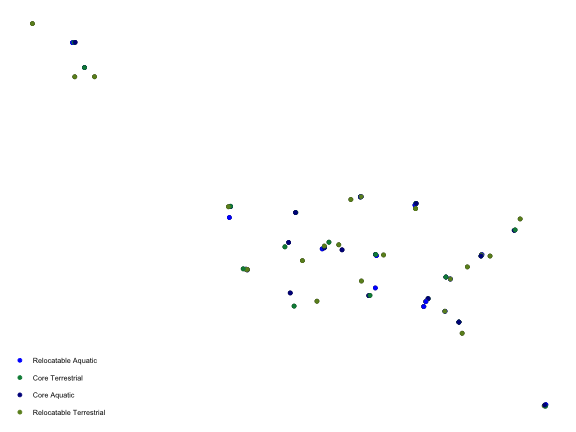 Relocatable Aquatic
Core Terrestrial
Core Aquatic
Relocatable Terrestrial